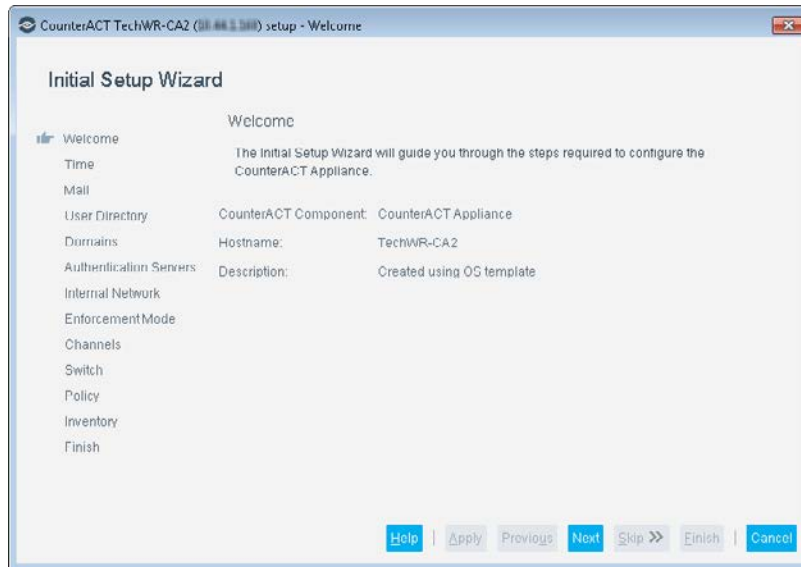 CounterACT TechWR-CA2 ( ) setup - Welcome
Initial Setup Wizard
Welcome
Time
Mail
User Directory
Domains
Authentication Servers
Internal Network
Enforcement Mode
Channels
Switch
Policy
Inventory
Finish
Welcome
The Initial Setup Wizard will guide you through the steps required to configure the
CounterACT Appliance.
CounterACT Component: CounterACT Appliance
Hostname: TechWR-CA2
Description: Created using OS template
Help | Apply Previous Next Skip >> Finish | Cancel